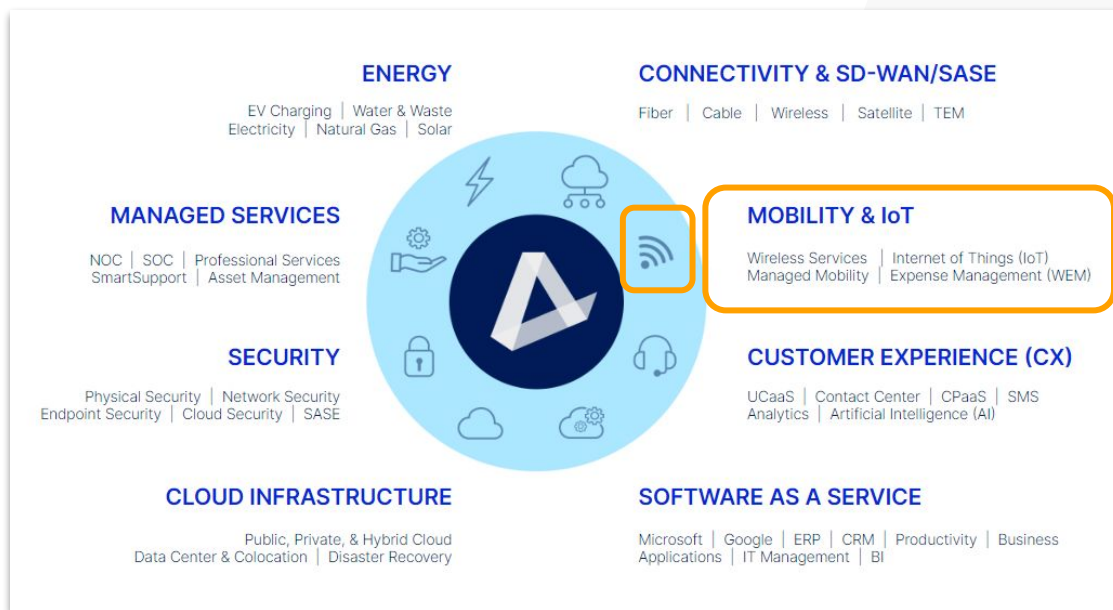 ENERGY
EV Charging | Water & Waste
Electricity | Natural Gas | Solar
CONNECTIVITY & SD-WAN/SASE
Fiber | Cable | Wireless | Satellite | TEM
MANAGED SERVICES
NOC | SOC | Professional Services
SmartSupport | Asset Management
MOBILITY & IoT
Wireless Services | Internet of Things (IoT)
Managed Mobility | Expense Management (WEM)
SECURITY
Physical Security | Network Security
Endpoint Security | Cloud Security | SASE
CUSTOMER EXPERIENCE (CX)
UCaaS | Contact Center | CPaaS | SMS
Analytics | Artificial Intelligence (AI)
CLOUD INFRASTRUCTURE
Public, Private, & Hybrid Cloud
Data Center & Colocation | Disaster Recovery
SOFTWARE AS A SERVICE
Microsoft | Google | ERP | CRM | Productivity | Business
Applications | IT Management | BI